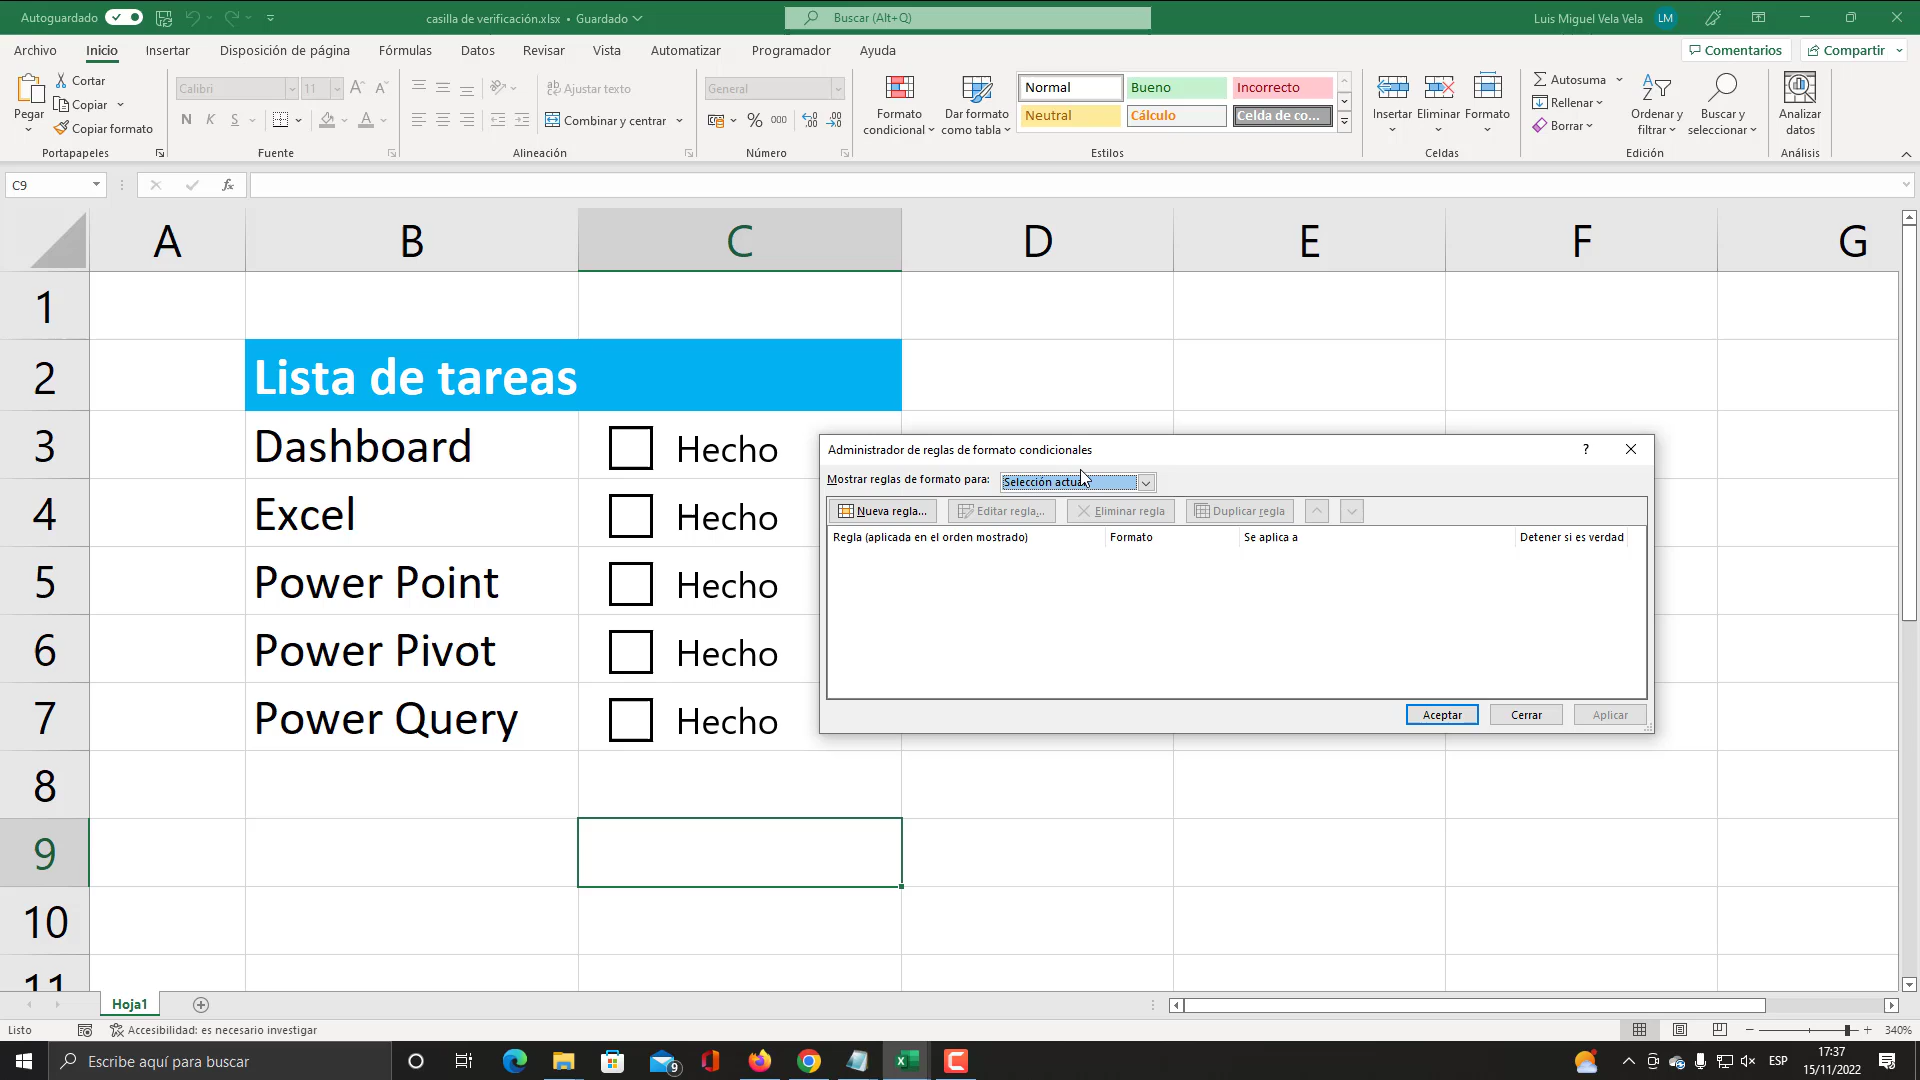 Autoguardado
casilla de verificación.xlsx • Guardado
Buscar (Alt+Q)
Luis Miguel Vela Vela
LM
Archivo
Inicio
Insertar
Disposición de página
Fórmulas
Datos
Revisar
Vista
Automatizar
Programador
Ayuda
Comentarios
Compartir
Pegar
Cortar
Copiar
Copiar formato
Portapapeles
Calibri
11
N K S
Fuente
Ajustar texto
Combinar y centrar
Alineación
General
% 000
Número
Formato condicional
Dar formato como tabla
Normal
Bueno
Incorrecto
Neutral
Cálculo
Celda de co...
Estilos
Insertar
Eliminar
Formato
Celdas
Autosuma
Rellenar
Borrar
Ordenar y filtrar
Buscar y seleccionar
Edición
Analizar datos
Análisis
C9
fx
A B C D E F G
1
2 Lista de tareas
3 Dashboard Hecho
4 Excel Hecho
5 Power Point Hecho
6 Power Pivot Hecho
7 Power Query Hecho
8
9
10
11
Administrador de reglas de formato condicionales
?
Mostrar reglas de formato para:
Selección actual
Nueva regla...
Editar regla...
Eliminar regla
Duplicar regla
Regla (aplicada en el orden mostrado)
Formato
Se aplica a
Detener si es verdad
Aceptar
Cerrar
Aplicar
Hoja1
Listo
Accesibilidad: es necesario investigar
340%
Escribe aquí para buscar
9
ESP
17:37
15/11/2022